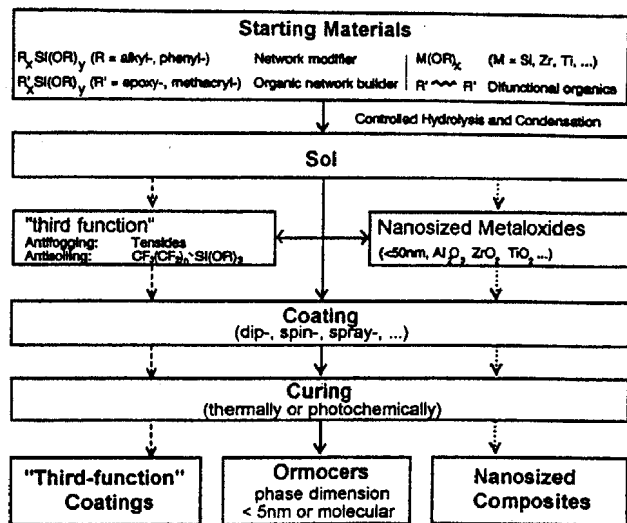 Starting Materials
RxSi(OR)y (R = alkyl-, phenyl-) Network modifier M(OR)x (M = Si, Zr, Ti, ...)
R'xSi(OR)y (R' = epoxy-, methacryl-) Organic network builder R' ~~~ R' Difunctional organics
Controlled Hydrolysis and Condensation
Sol
"third function" Nanosized Metaloxides
Antifogging: Tensides
Antisoiling: CF3(CF2)n~Si(OR)3 (<50nm, Al2O3 ZrO2 TiO2 ...)
Coating
(dip-, spin-, spray-, ...)
Curing
(thermally or photochemically)
"Third-function" Ormocers Nanosized
Coatings phase dimension Composites
< 5nm or molecular